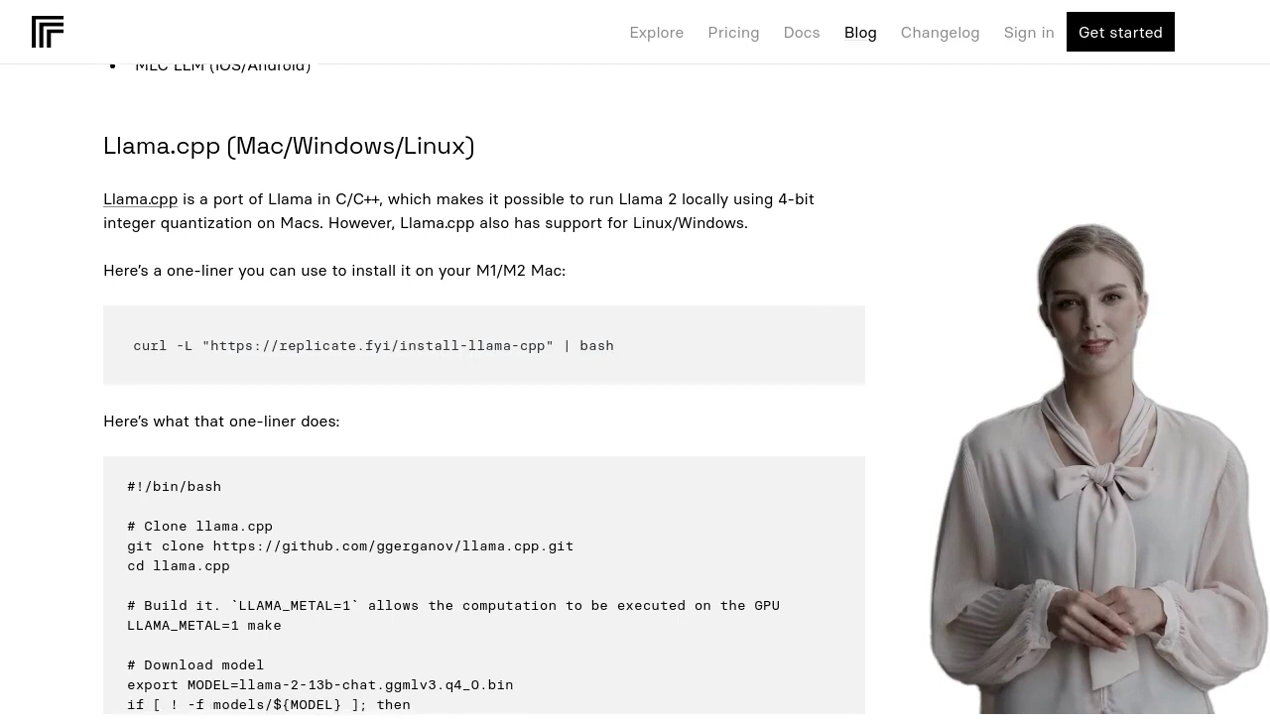 Explore Pricing Docs Blog Changelog Sign in Get started
MLC LLM (iOS/Android)
Llama.cpp (Mac/Windows/Linux)
Llama.cpp is a port of Llama in C/C++, which makes it possible to run Llama 2 locally using 4-bit
integer quantization on Macs. However, Llama.cpp also has support for Linux/Windows.
Here's a one-liner you can use to install it on your M1/M2 Mac:
curl -L "https://replicate.fyi/install-llama-cpp" | bash
Here's what that one-liner does:
#!/bin/bash
# Clone llama.cpp
git clone https://github.com/ggerganov/llama.cpp.git
cd llama.cpp
# Build it. `LLAMA_METAL=1` allows the computation to be executed on the GPU
LLAMA_METAL=1 make
# Download model
export MODEL=llama-2-13b-chat.ggmlv3.q4_0.bin
if [ ! -f models/${MODEL} ]; then